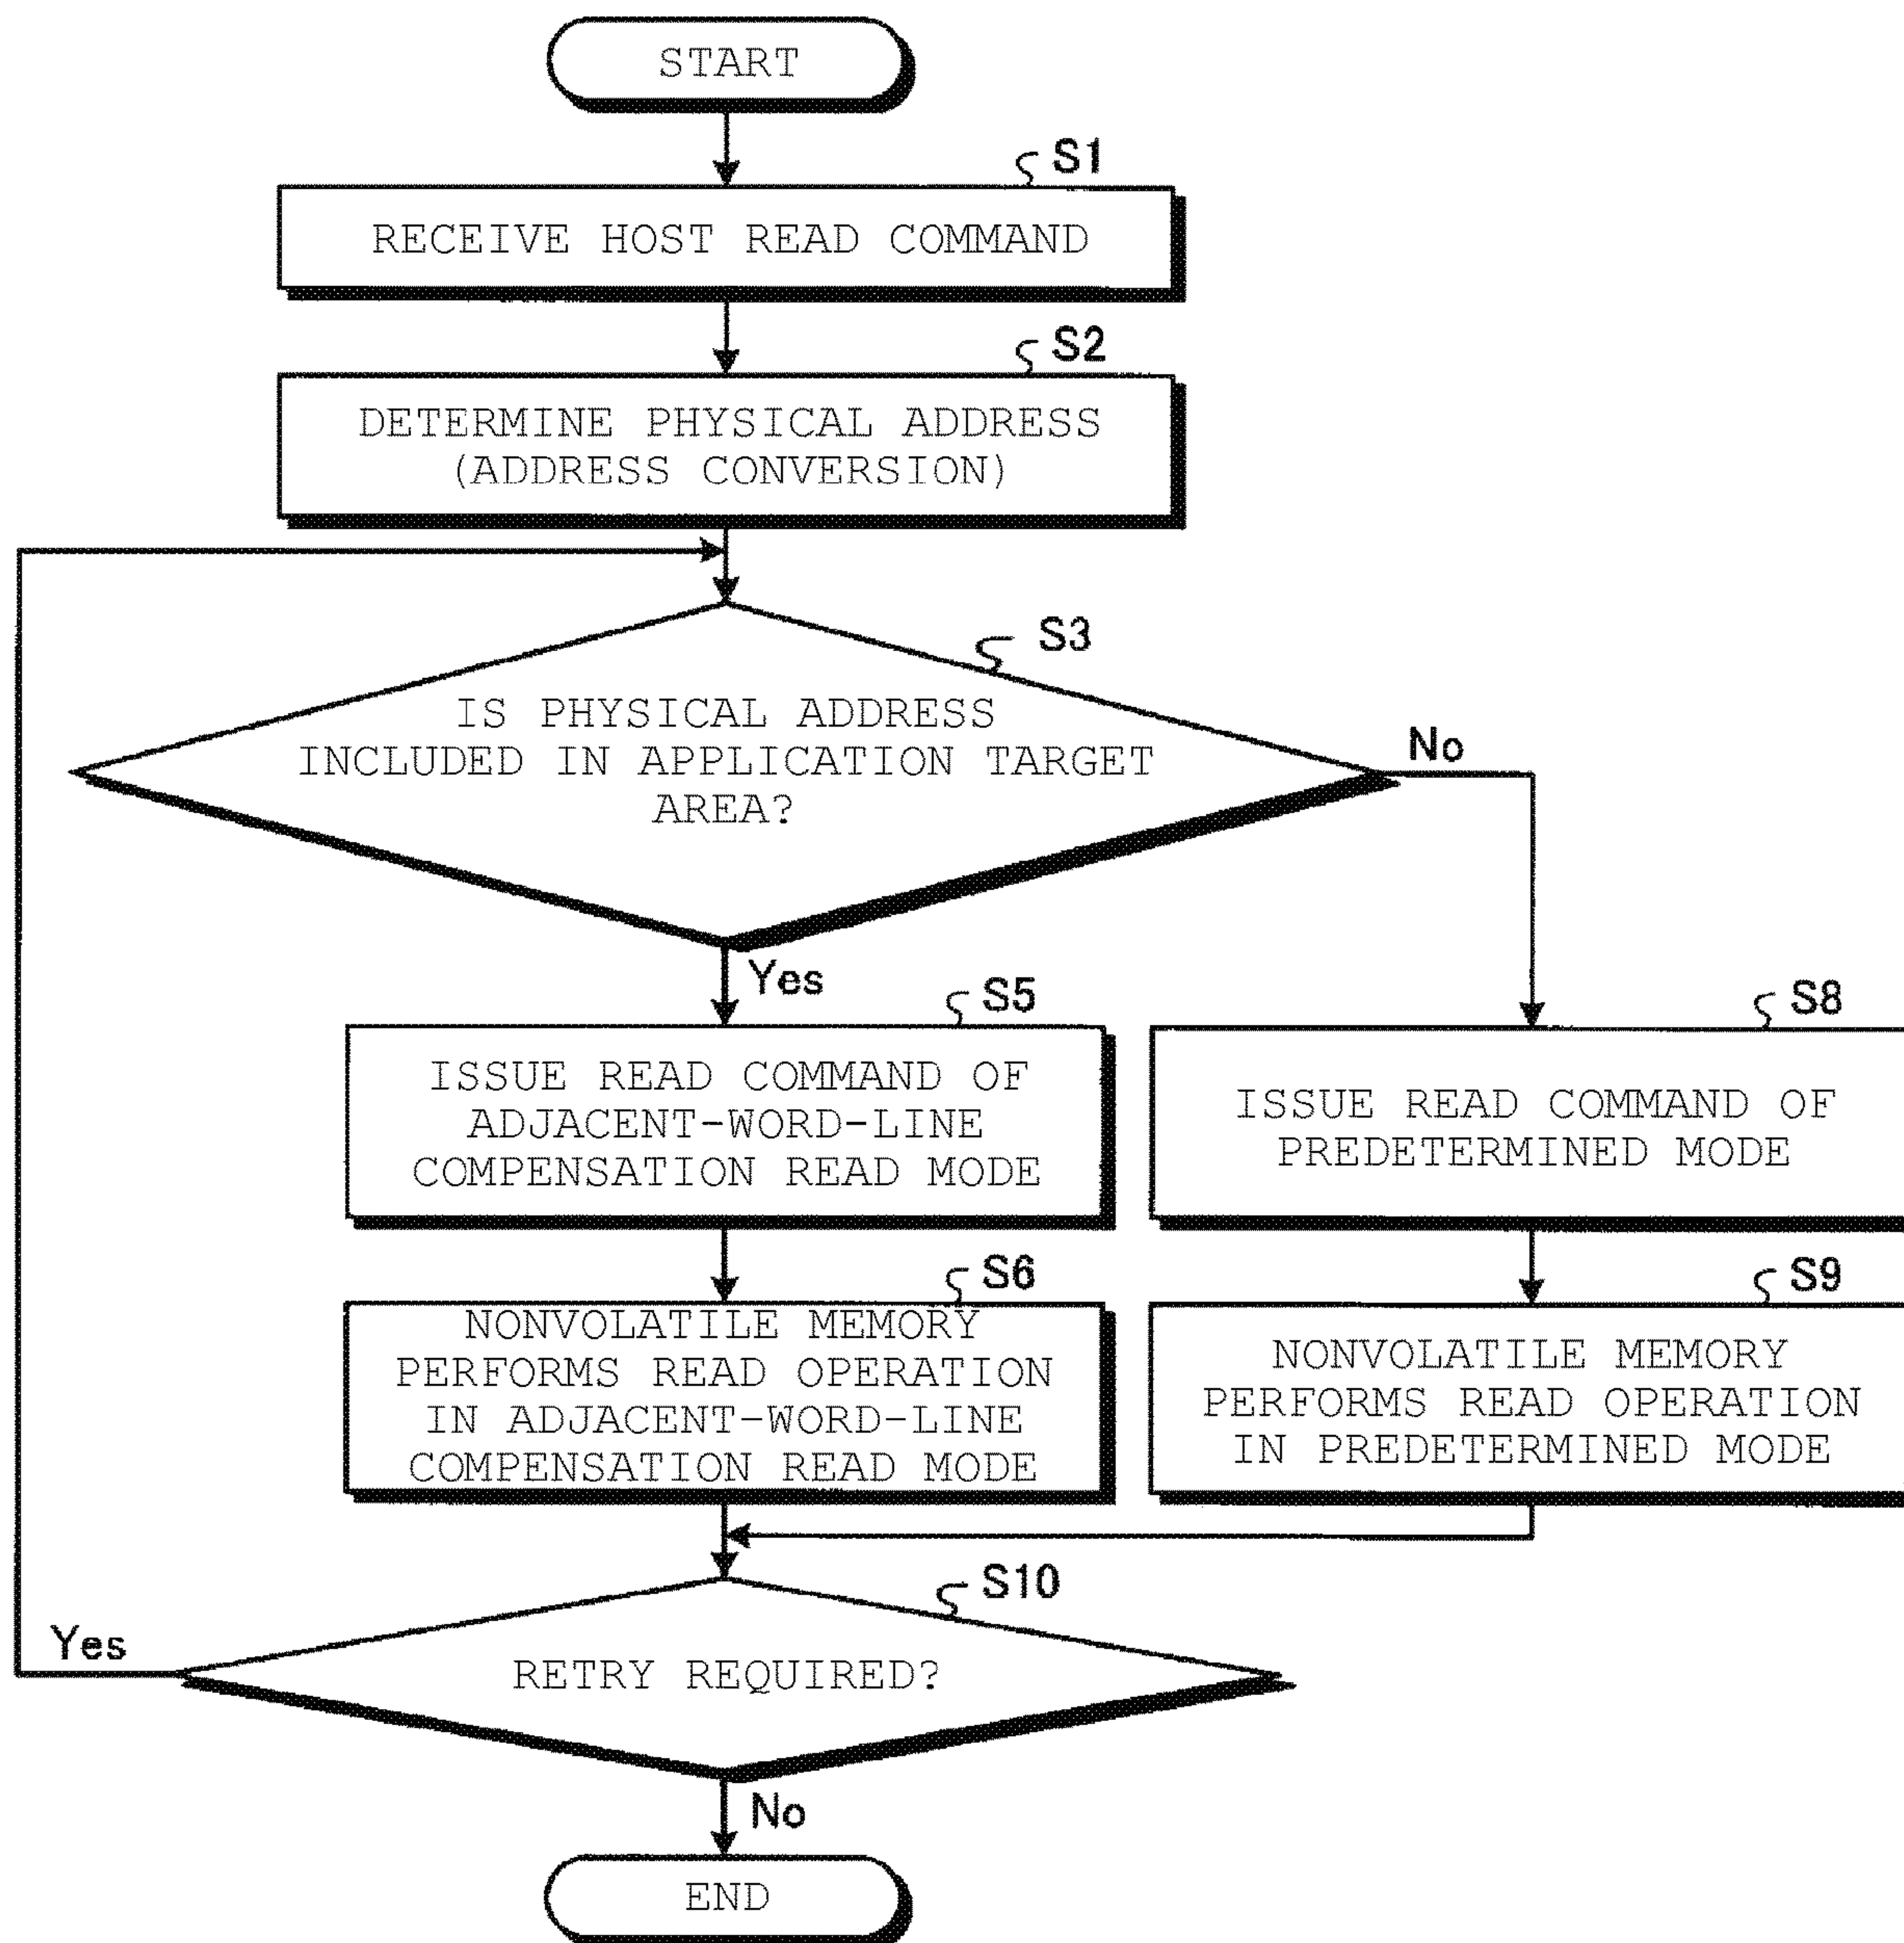 START
S1
RECEIVE HOST READ COMMAND
S2
DETERMINE PHYSICAL ADDRESS
(ADDRESS CONVERSION)
S3
IS PHYSICAL ADDRESS
INCLUDED IN APPLICATION TARGET
AREA?
No
Yes
S5
ISSUE READ COMMAND OF
ADJACENT-WORD-LINE
COMPENSATION READ MODE
S8
ISSUE READ COMMAND OF
PREDETERMINED MODE
S6
NONVOLATILE MEMORY
PERFORMS READ OPERATION
IN ADJACENT-WORD-LINE
COMPENSATION READ MODE
S9
NONVOLATILE MEMORY
PERFORMS READ OPERATION
IN PREDETERMINED MODE
S10
Yes
RETRY REQUIRED?
No
END